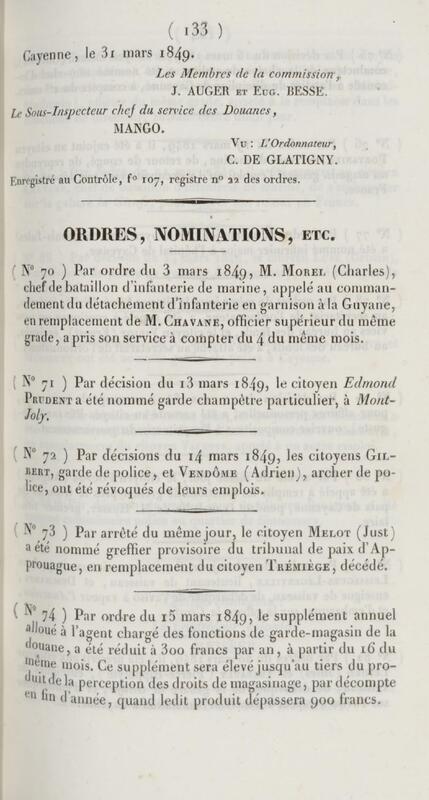 ( 133 )
Cayenne, le 31 mars 1849.
Les Membres de la commission,
J. AUGER ET EUG. BESSE.
Le Sous-Inspecteur chef du service des Douanes,
MANGO.
VU : L'Ordonnateur,
C. DE GLATIGNY.
Enregistré au Contrôle, fº 107, registre nº 22 des ordres.
ORDRES, NOMINATIONS, ETC.
( Nº 70 ) Par ordre du 3 mars 1849, M. MOREL (Charles),
chef de bataillon d'infanterie de marine, appelé au comman-
dement du détachement d'infanterie en garnison à la Guyane,
en remplacement de M. CHAVANE, officier supérieur du même
grade, a pris son service à compter du 4 du même mois.
( Nº 71 ) Par décision du 13 mars 1849, le citoyen Edmond
PRUDENT a été nommé garde champêtre particulier, à Mont-
Joly.
( Nº 72 ) Par décisions du 14 mars 1849, les citoyens GIL-
BERT, garde de police, et VENDÔME (Adrien), archer de po-
lice, ont été révoqués de leurs emplois.
( Nº 73 ) Par arrêté du même jour, le citoyen MELOT (Just)
a été nommé greffier provisoire du tribunal de paix d'Ap-
prouague, en remplacement du citoyen TRÉMIÈGE, décédé.
( Nº 74 ) Par ordre du 15 mars 1849, le supplément annuel
alloué à l'agent chargé des fonctions de garde-magasin de la
douane, a été réduit à 300 francs par an, à partir du 16 du
même mois. Ce supplément sera élevé jusqu'au tiers du pro-
duit de la perception des droits de magasinage, par décompte
en fin d'année, quand ledit produit dépassera 900 francs.